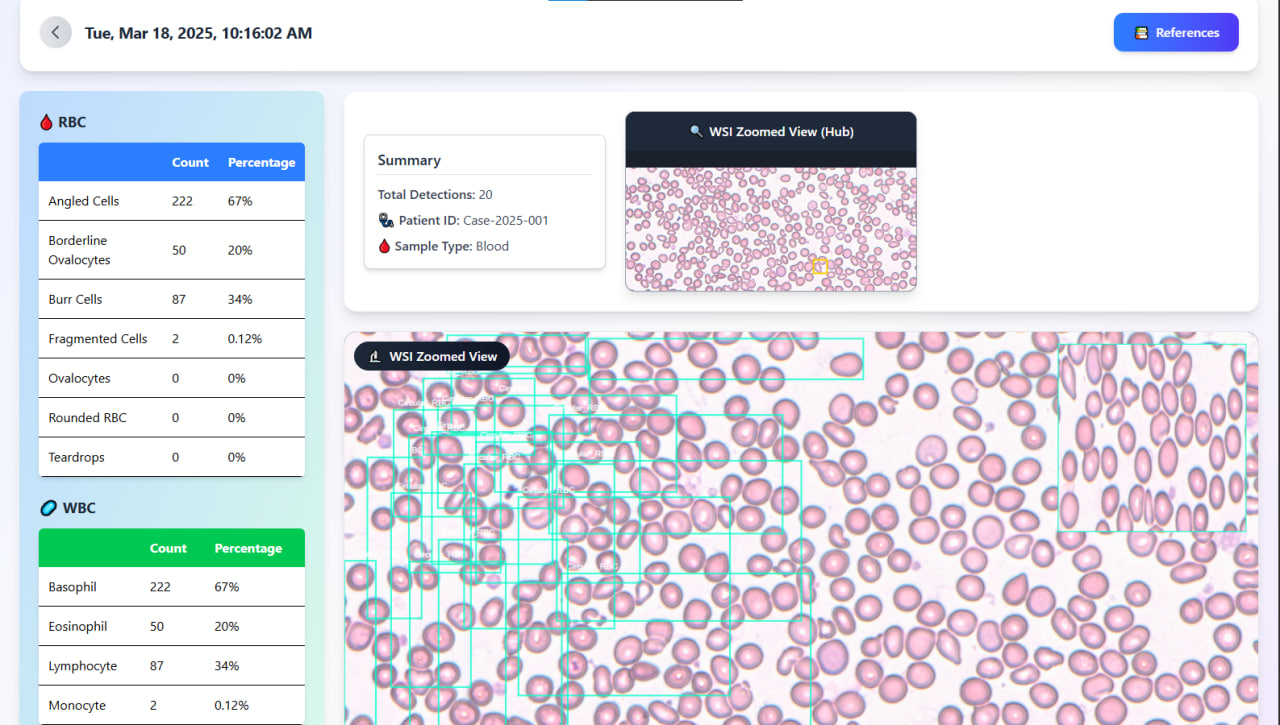 Tue, Mar 18, 2025, 10:16:02 AM
References
RBC
Count Percentage
Angled Cells 222 67%
Borderline
Ovalocytes 50 20%
Burr Cells 87 34%
Fragmented Cells 2 0.12%
Ovalocytes 0 0%
Rounded RBC 0 0%
Teardrops 0 0%
WBC
Count Percentage
Basophil 222 67%
Eosinophil 50 20%
Lymphocyte 87 34%
Monocyte 2 0.12%
Summary
Total Detections: 20
Patient ID: Case-2025-001
Sample Type: Blood
WSI Zoomed View (Hub)
WSI Zoomed View